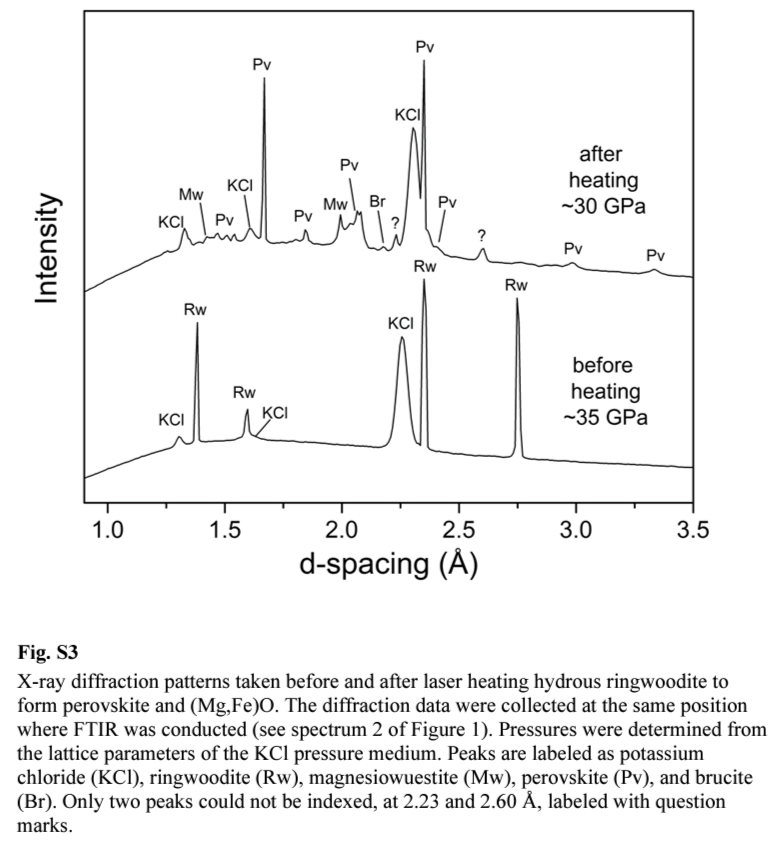 Pv
KCl
Pv
Mw
KCl
Pv
Br
Pv
KCl
Pv
Mw
?
Pv
?
Pv
Pv
after
heating
~30 GPa
Rw
Rw
Rw
KCl
Rw
KCl
KCl
before
heating
~35 GPa
Intensity
1.0 1.5 2.0 2.5 3.0 3.5
d-spacing (Å)
Fig. S3
X-ray diffraction patterns taken before and after laser heating hydrous ringwoodite to
form perovskite and (Mg,Fe)O. The diffraction data were collected at the same position
where FTIR was conducted (see spectrum 2 of Figure 1). Pressures were determined from
the lattice parameters of the KCl pressure medium. Peaks are labeled as potassium
chloride (KCl), ringwoodite (Rw), magnesiowuestite (Mw), perovskite (Pv), and brucite
(Br). Only two peaks could not be indexed, at 2.23 and 2.60 Å, labeled with question
marks.